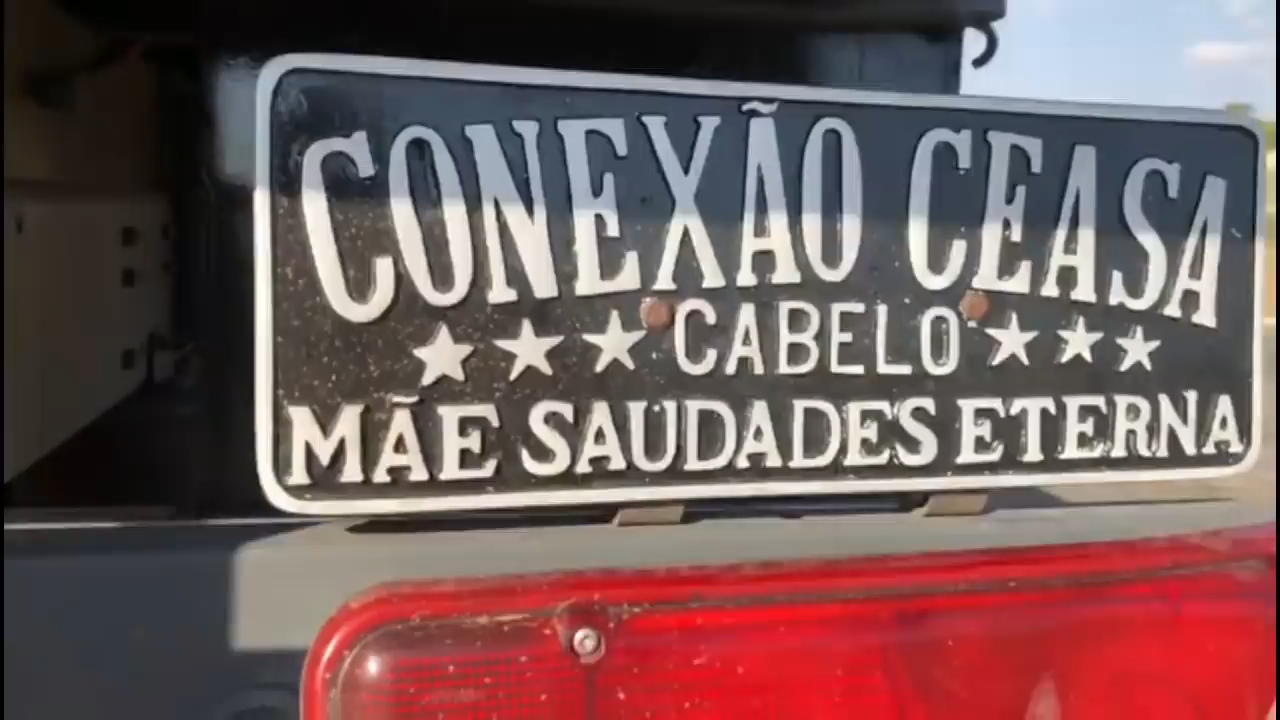 CONEXÃO CEASA
★★★ CABELO ★★★
MÃE SAUDADES ETERNA